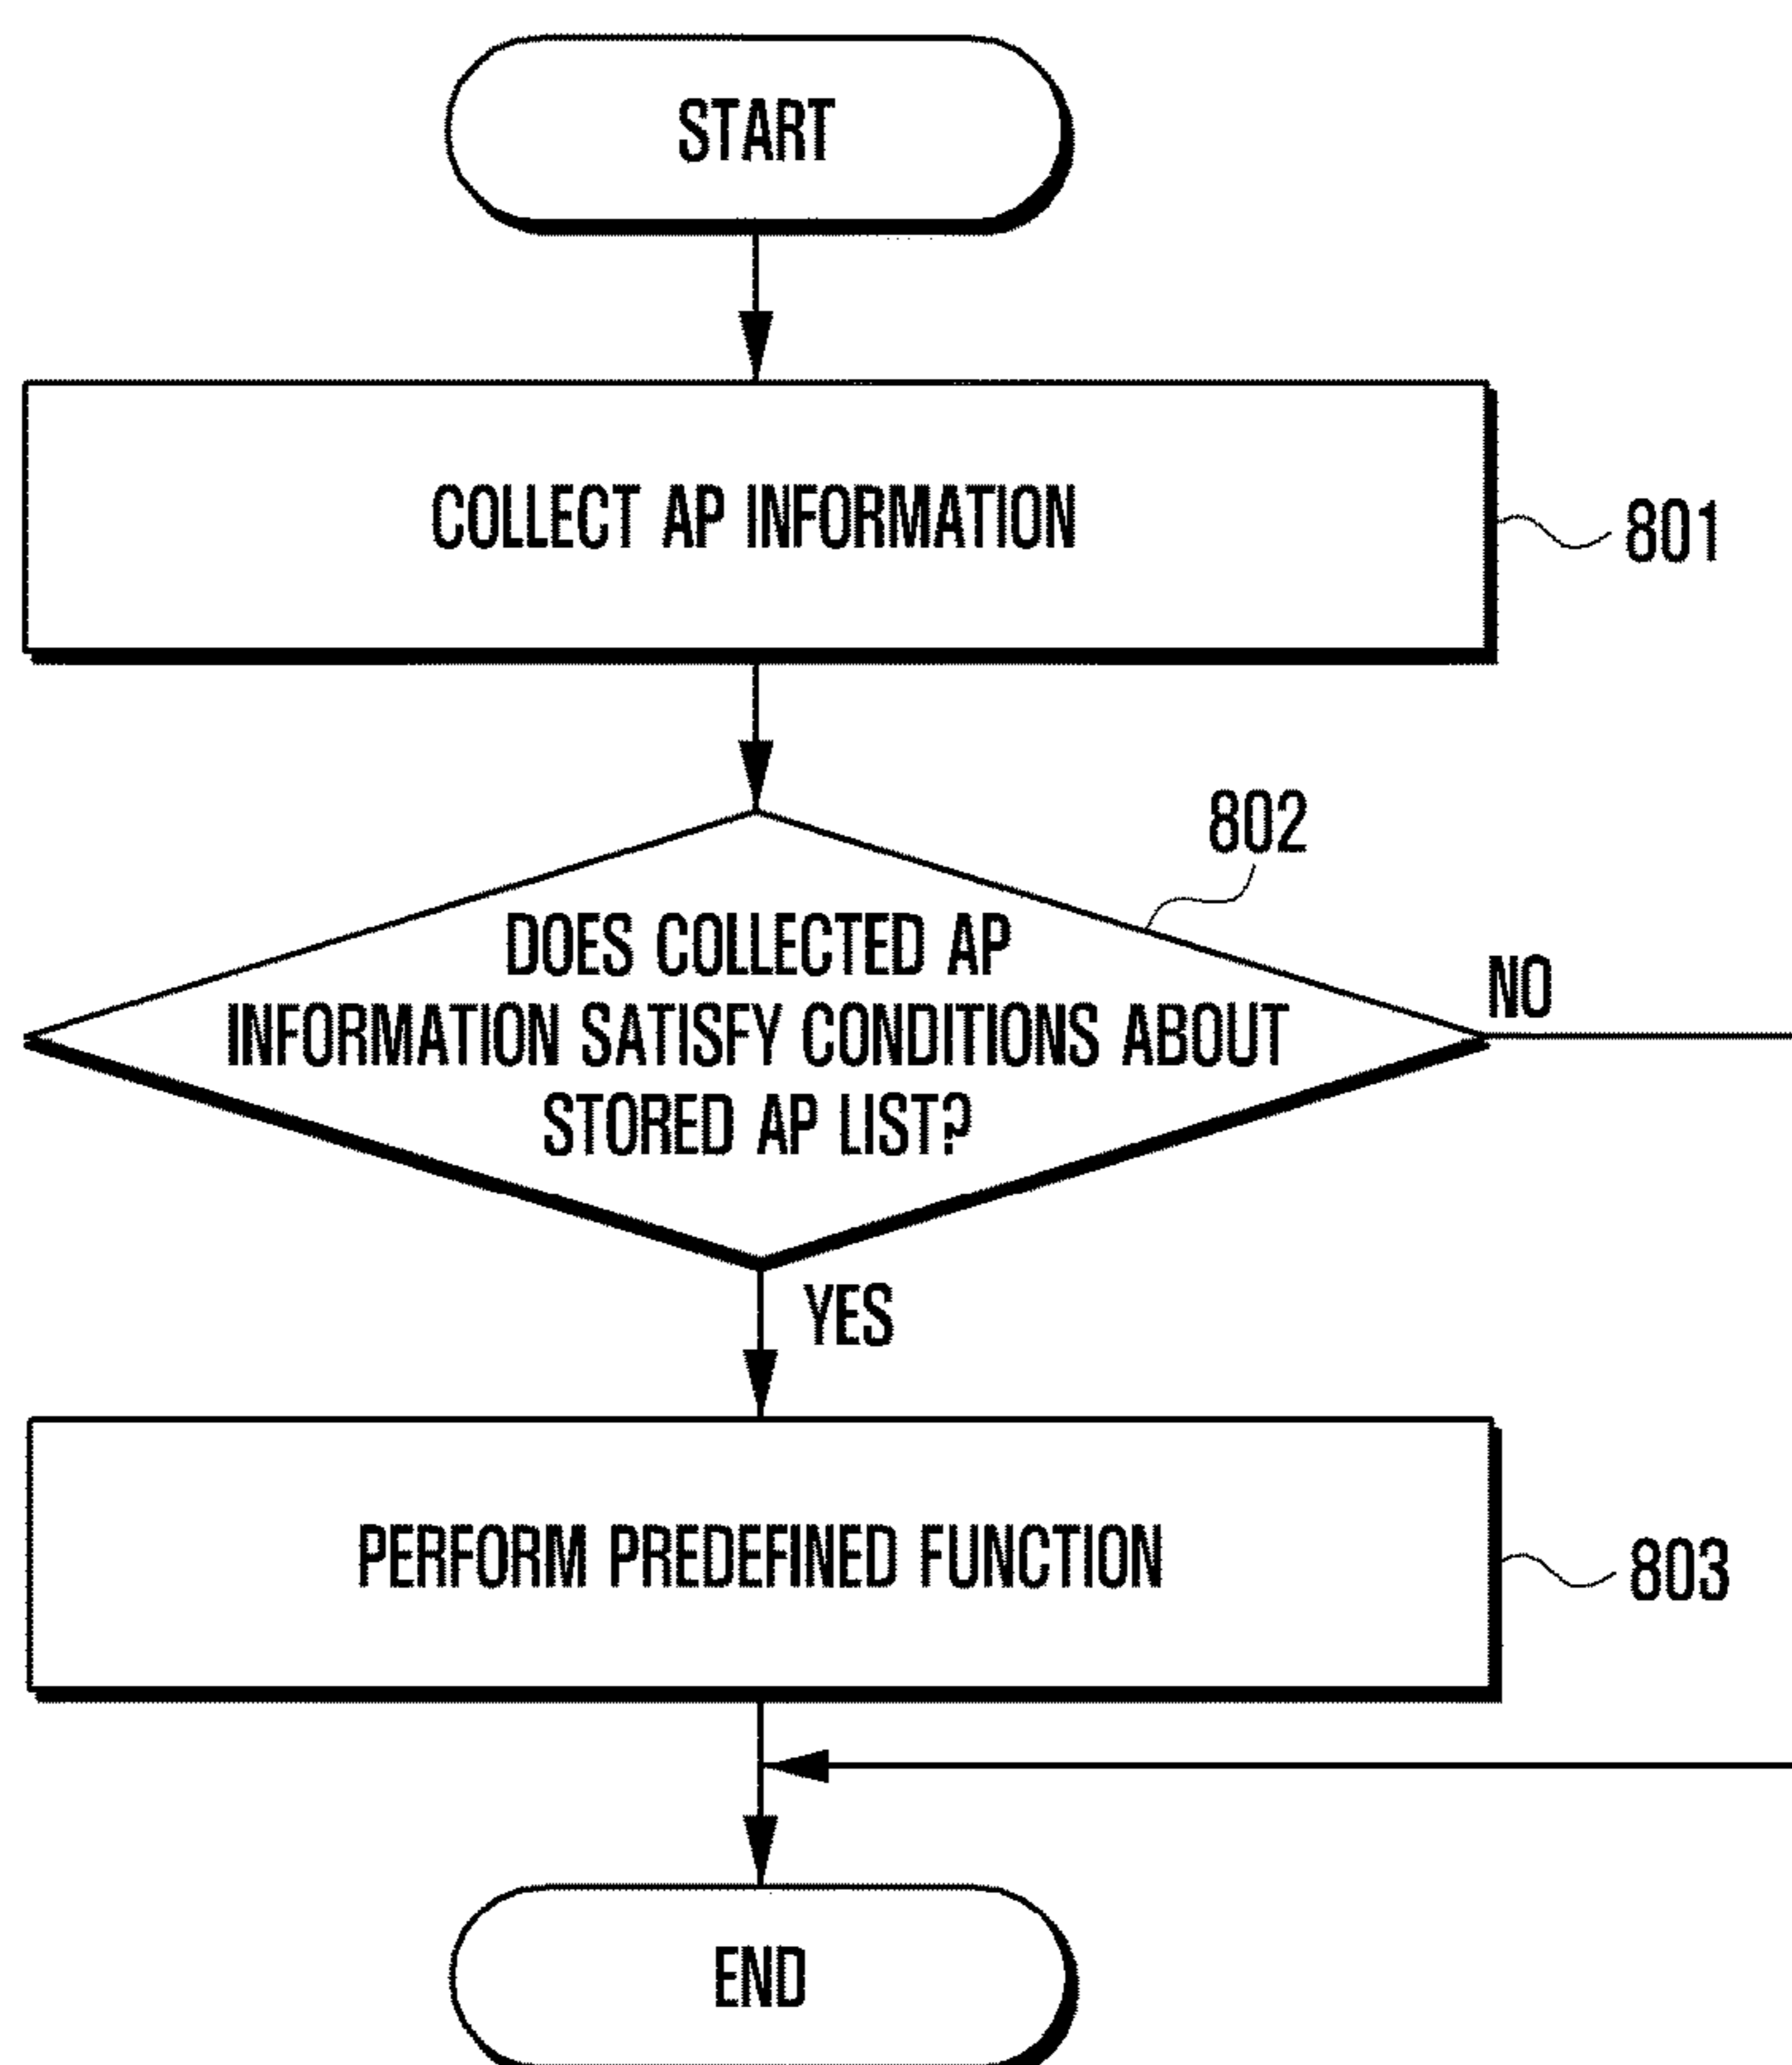 START
COLLECT AP INFORMATION
801
802
DOES COLLECTED AP
INFORMATION SATISFY CONDITIONS ABOUT
STORED AP LIST?
NO
YES
PERFORM PREDEFINED FUNCTION
803
END